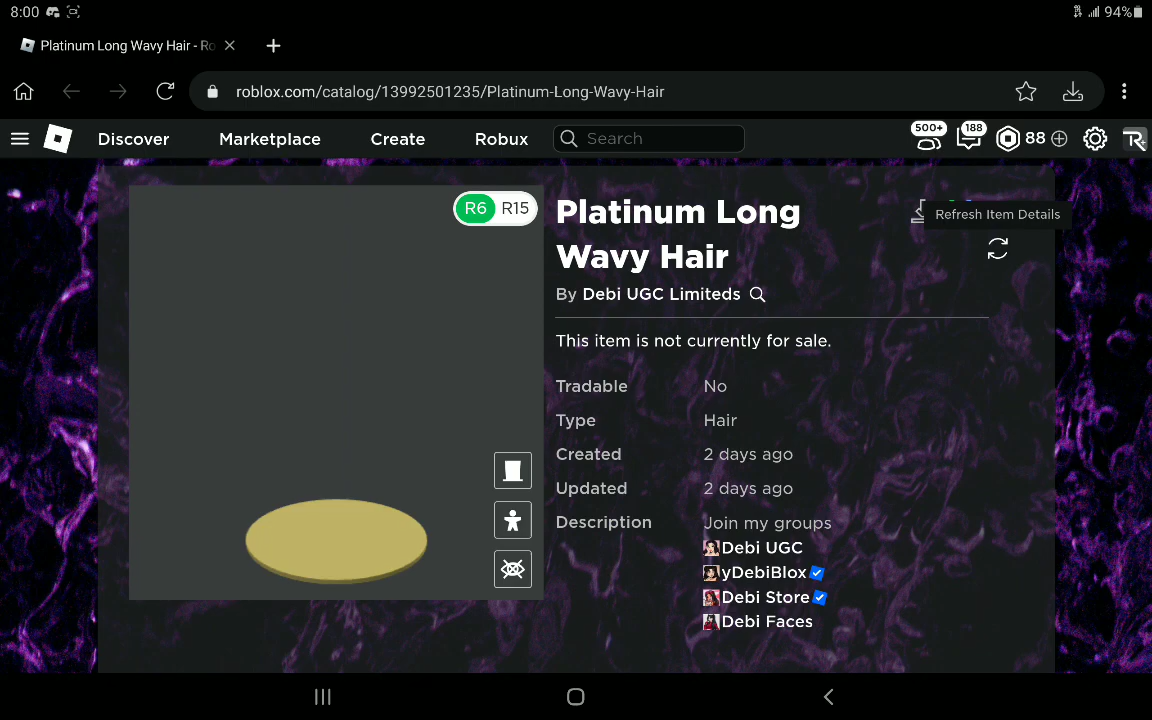 8:00
94%
Platinum Long Wavy Hair - Ro
roblox.com/catalog/13992501235/Platinum-Long-Wavy-Hair
Discover Marketplace Create Robux Search 500+ 188 88
R6 R15
Platinum Long
Wavy Hair
Refresh Item Details
By Debi UGC Limiteds
This item is not currently for sale.
Tradable No
Type Hair
Created 2 days ago
Updated 2 days ago
Description Join my groups
Debi UGC
yDebiBlox
Debi Store
Debi Faces